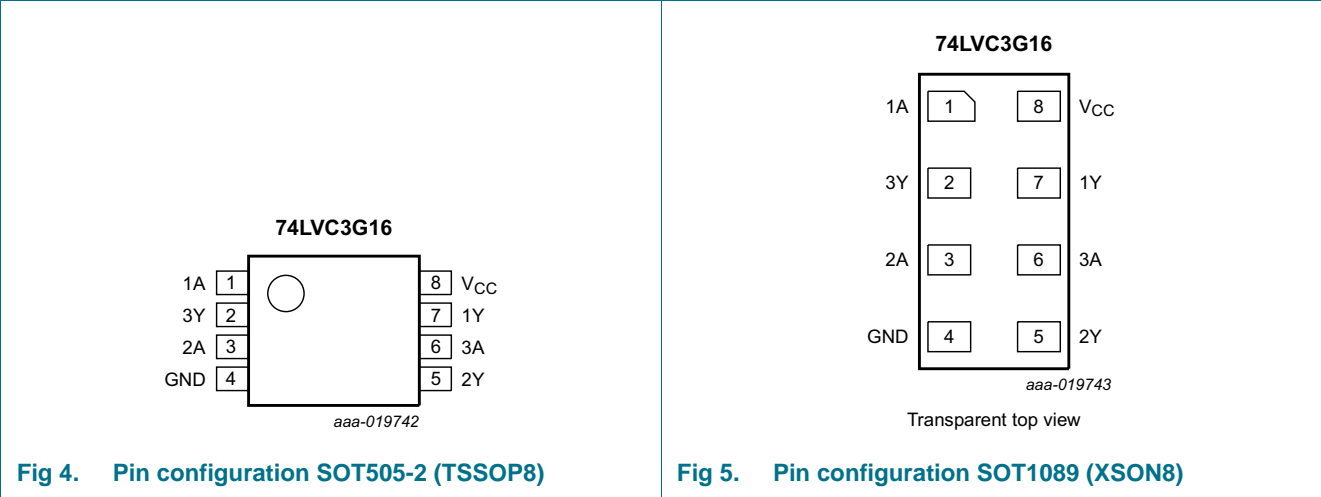 74LVC3G16
1A 1 8 VCC
3Y 2 7 1Y
2A 3 6 3A
GND 4 5 2Y
aaa-019742
Fig 4. Pin configuration SOT505-2 (TSSOP8)
74LVC3G16
1A 1 8 VCC
3Y 2 7 1Y
2A 3 6 3A
GND 4 5 2Y
aaa-019743
Transparent top view
Fig 5. Pin configuration SOT1089 (XSON8)